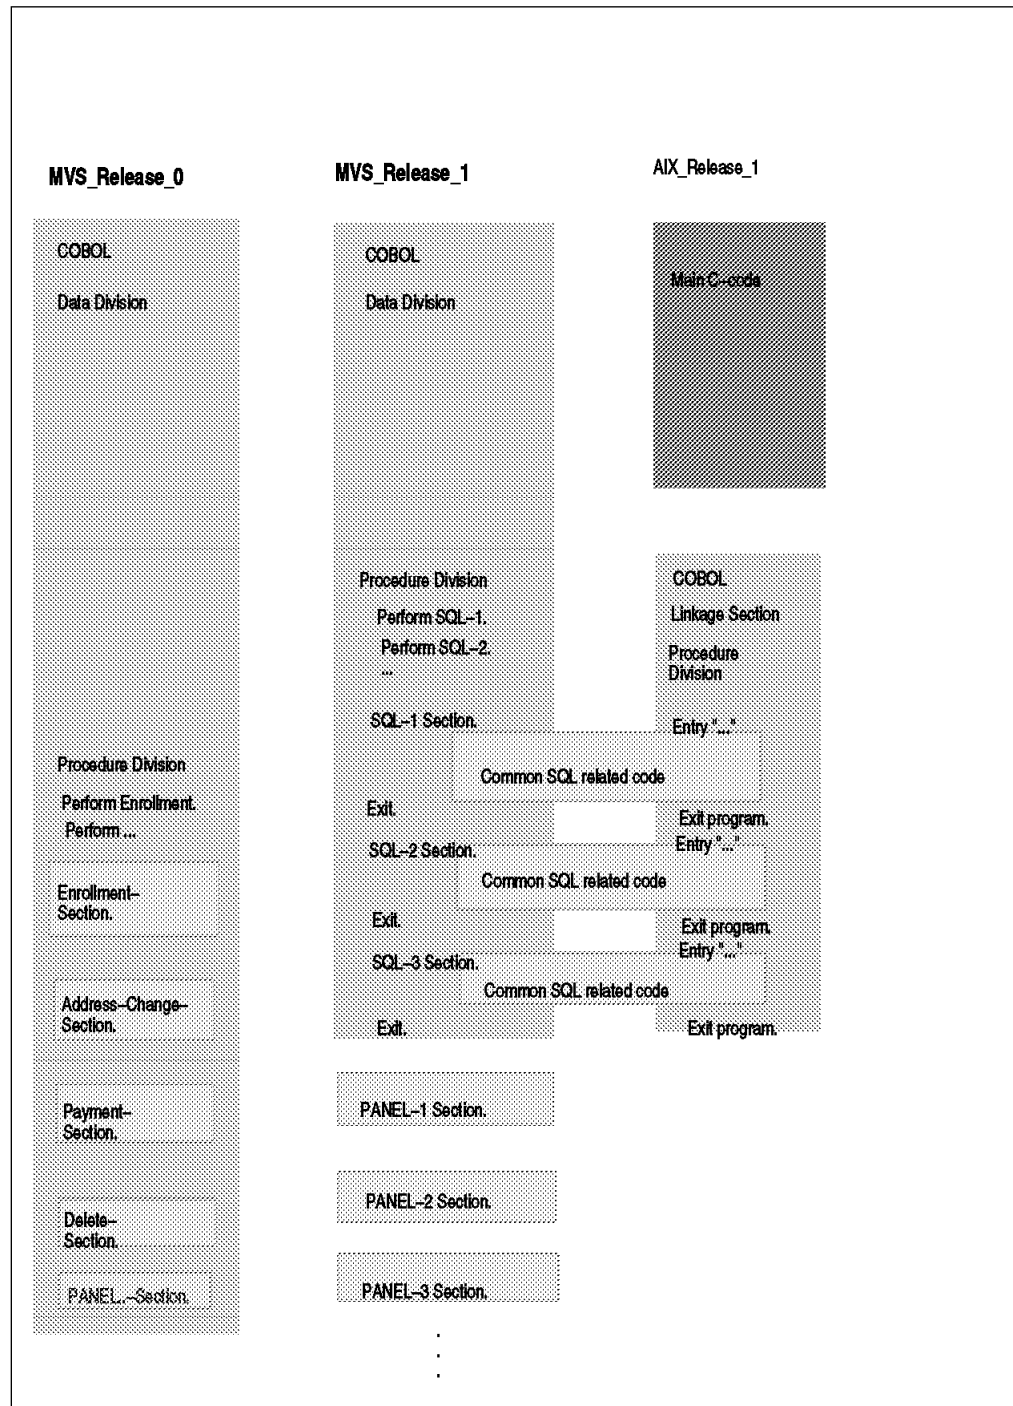 MVS_Release_0
COBOL
Data Division
Procedure Division
Perform Enrollment.
Perform ...
Enrollment–
Section.
Address–Change–
Section.
Payment–
Section.
Delete–
Section.
PANEL..–Section.
MVS_Release_1
COBOL
Data Division
Procedure Division
Perform SQL–1.
Perform SQL–2.
...
SQL–1 Section.
Common SQL related code
Exit.
SQL–2 Section.
Common SQL related code
Exit.
SQL–3 Section.
Common SQL related code
Exit.
PANEL–1 Section.
PANEL–2 Section.
PANEL–3 Section.
.
.
.
AIX_Release_1
Main C–code
COBOL
Linkage Section
Procedure
Division
Entry "..."
Exit program.
Entry "..."
Exit program.
Entry "..."
Exit program.